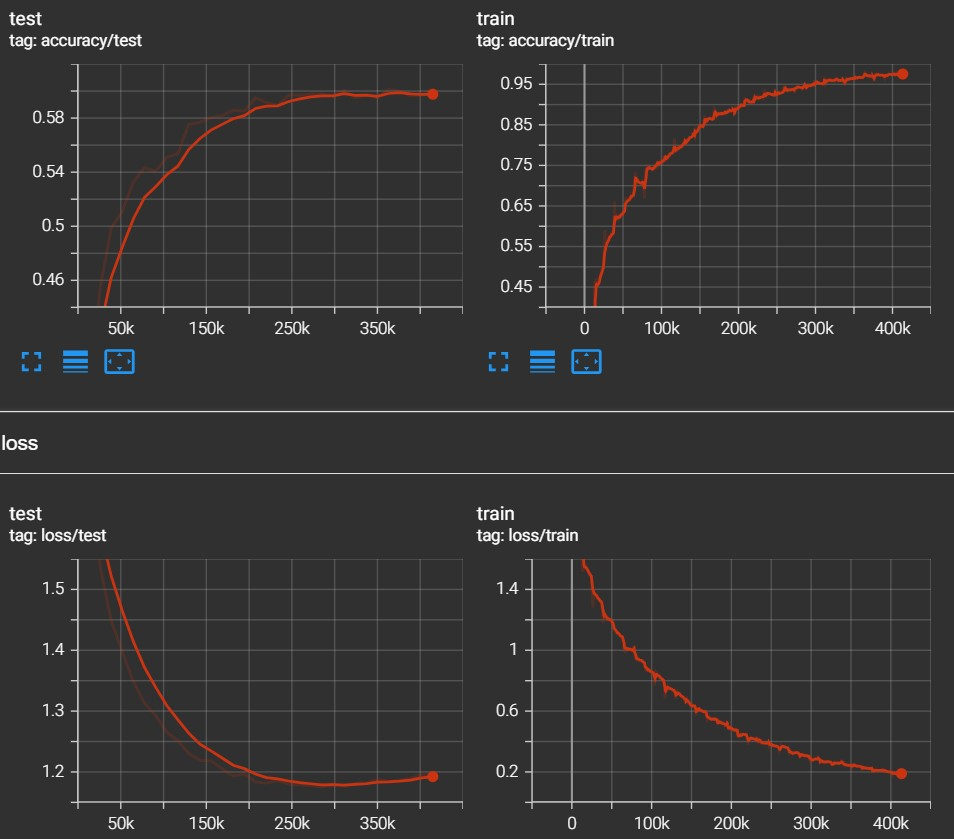 test
tag: accuracy/test
0.58
0.54
0.5
0.46
50k 150k 250k 350k
train
tag: accuracy/train
0.95
0.85
0.75
0.65
0.55
0.45
0 100k 200k 300k 400k
loss
test
tag: loss/test
1.5
1.4
1.3
1.2
50k 150k 250k 350k
train
tag: loss/train
1.4
1
0.6
0.2
0 100k 200k 300k 400k